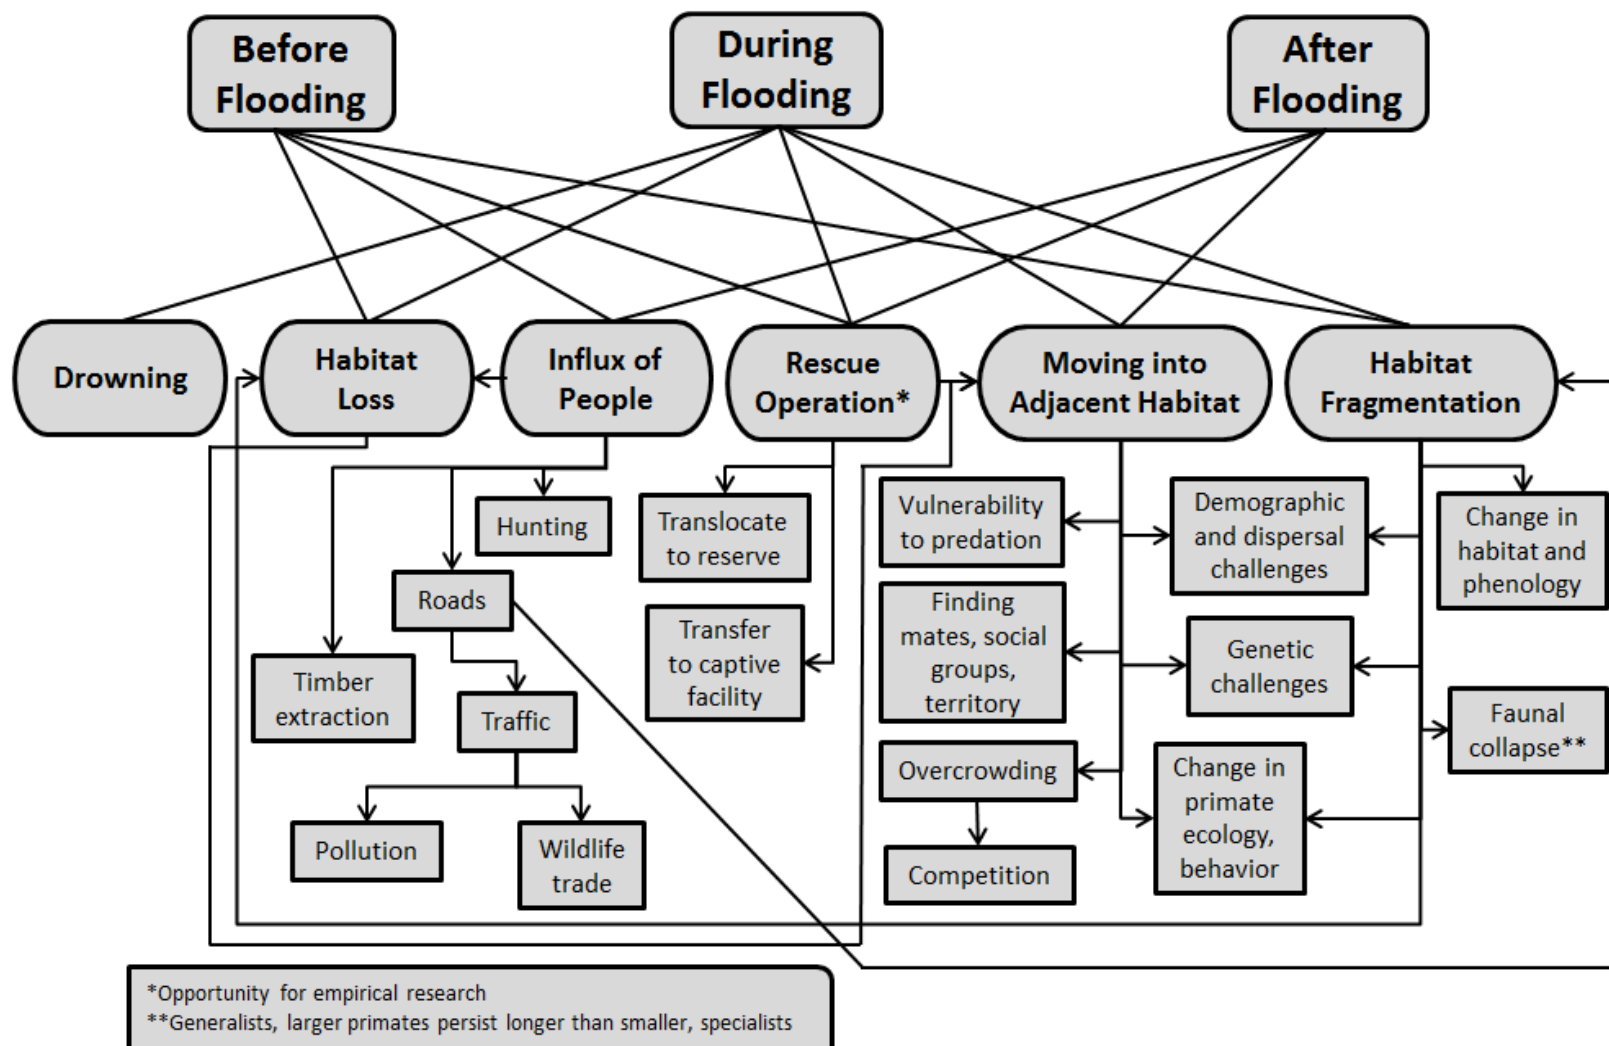 Before
Flooding
During
Flooding
After
Flooding
Drowning
Habitat
Loss
Influx of
People
Rescue
Operation*
Moving into
Adjacent Habitat
Habitat
Fragmentation
Hunting
Roads
Timber
extraction
Traffic
Pollution
Wildlife
trade
Translocate
to reserve
Transfer
to captive
facility
Vulnerability
to predation
Finding
mates, social
groups,
territory
Overcrowding
Competition
Demographic
and dispersal
challenges
Genetic
challenges
Change in
primate
ecology,
behavior
Change in
habitat and
phenology
Faunal
collapse**
*Opportunity for empirical research
**Generalists, larger primates persist longer than smaller, specialists